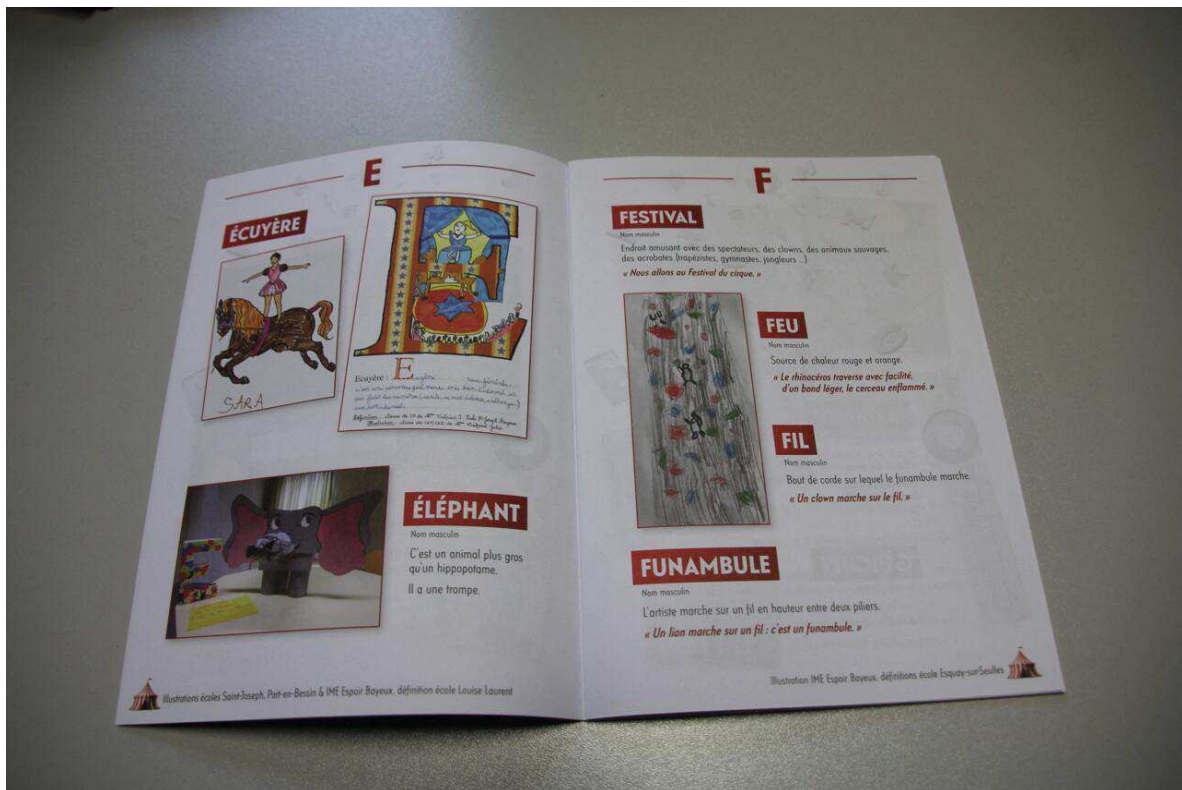 E
ÉCUYÈRE
SARA
E
Ecuyère :
ÉLÉPHANT
Nom masculin
C'est un animal plus gros
qu'un hippopotame.
Il a une trompe.
Illustrations écoles Saint-Joseph, Port-en-Bessin & IME Espoir Bayeux, définition école Louise Laurent
F
FESTIVAL
Nom masculin
Endroit amusant avec des spectateurs, des clowns, des animaux sauvages,
des acrobates (trapézistes, gymnastes, jongleurs ...)
« Nous allons au Festival du cirque. »
FEU
Nom masculin
Source de chaleur rouge et orange.
« Le rhinocéros traverse avec facilité,
d'un bond léger, le cerceau enflammé. »
FIL
Nom masculin
Bout de corde sur lequel le funambule marche.
« Un clown marche sur le fil. »
FUNAMBULE
Nom masculin
L'artiste marche sur un fil en hauteur entre deux piliers.
« Un lion marche sur un fil : c'est un funambule. »
Illustration IME Espoir Bayeux, définitions école Esquay-sur-Seulles